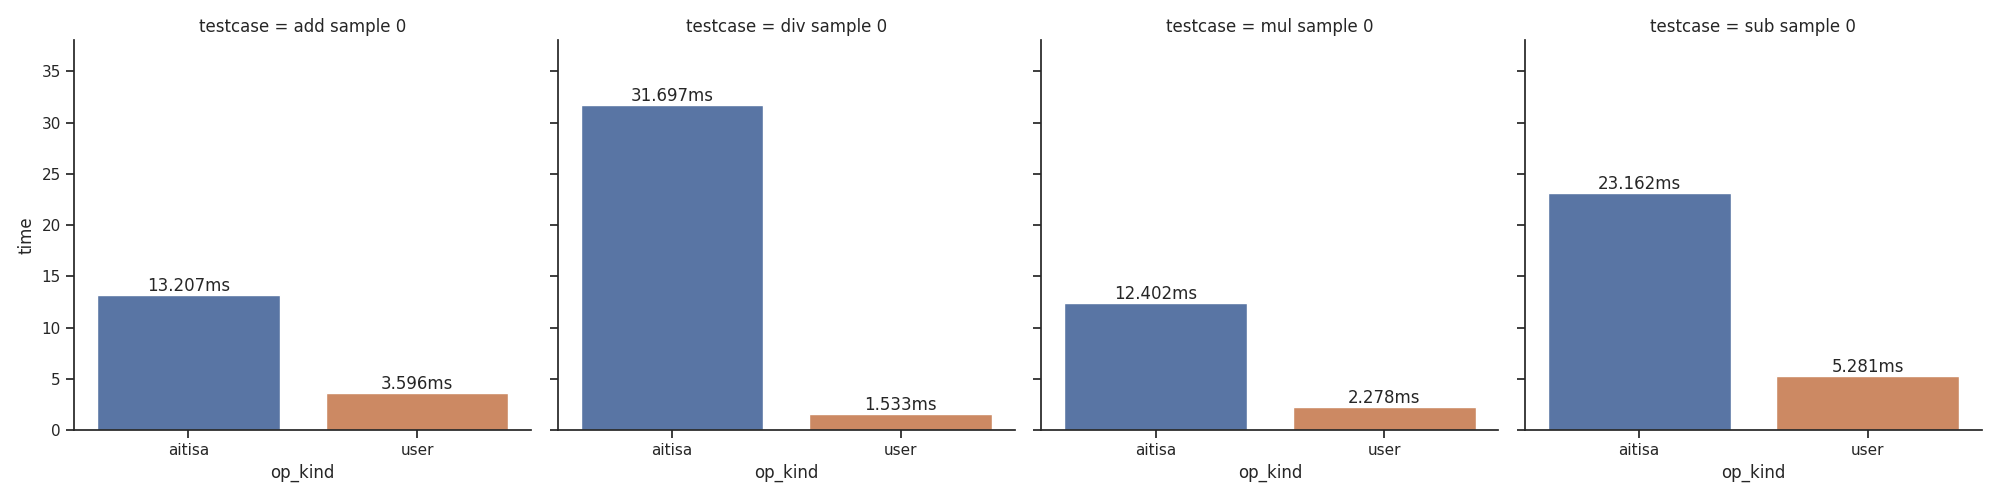 testcase = add sample 0
testcase = div sample 0
testcase = mul sample 0
testcase = sub sample 0
time
35
30
25
20
15
10
5
0
13.207ms
3.596ms
31.697ms
1.533ms
12.402ms
2.278ms
23.162ms
5.281ms
aitisa
user
aitisa
user
aitisa
user
aitisa
user
op_kind
op_kind
op_kind
op_kind